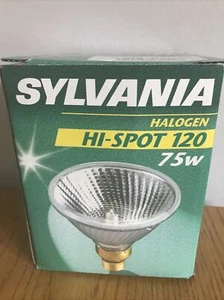 SYLVANIA
HALOGEN
HI-SPOT 120
75W